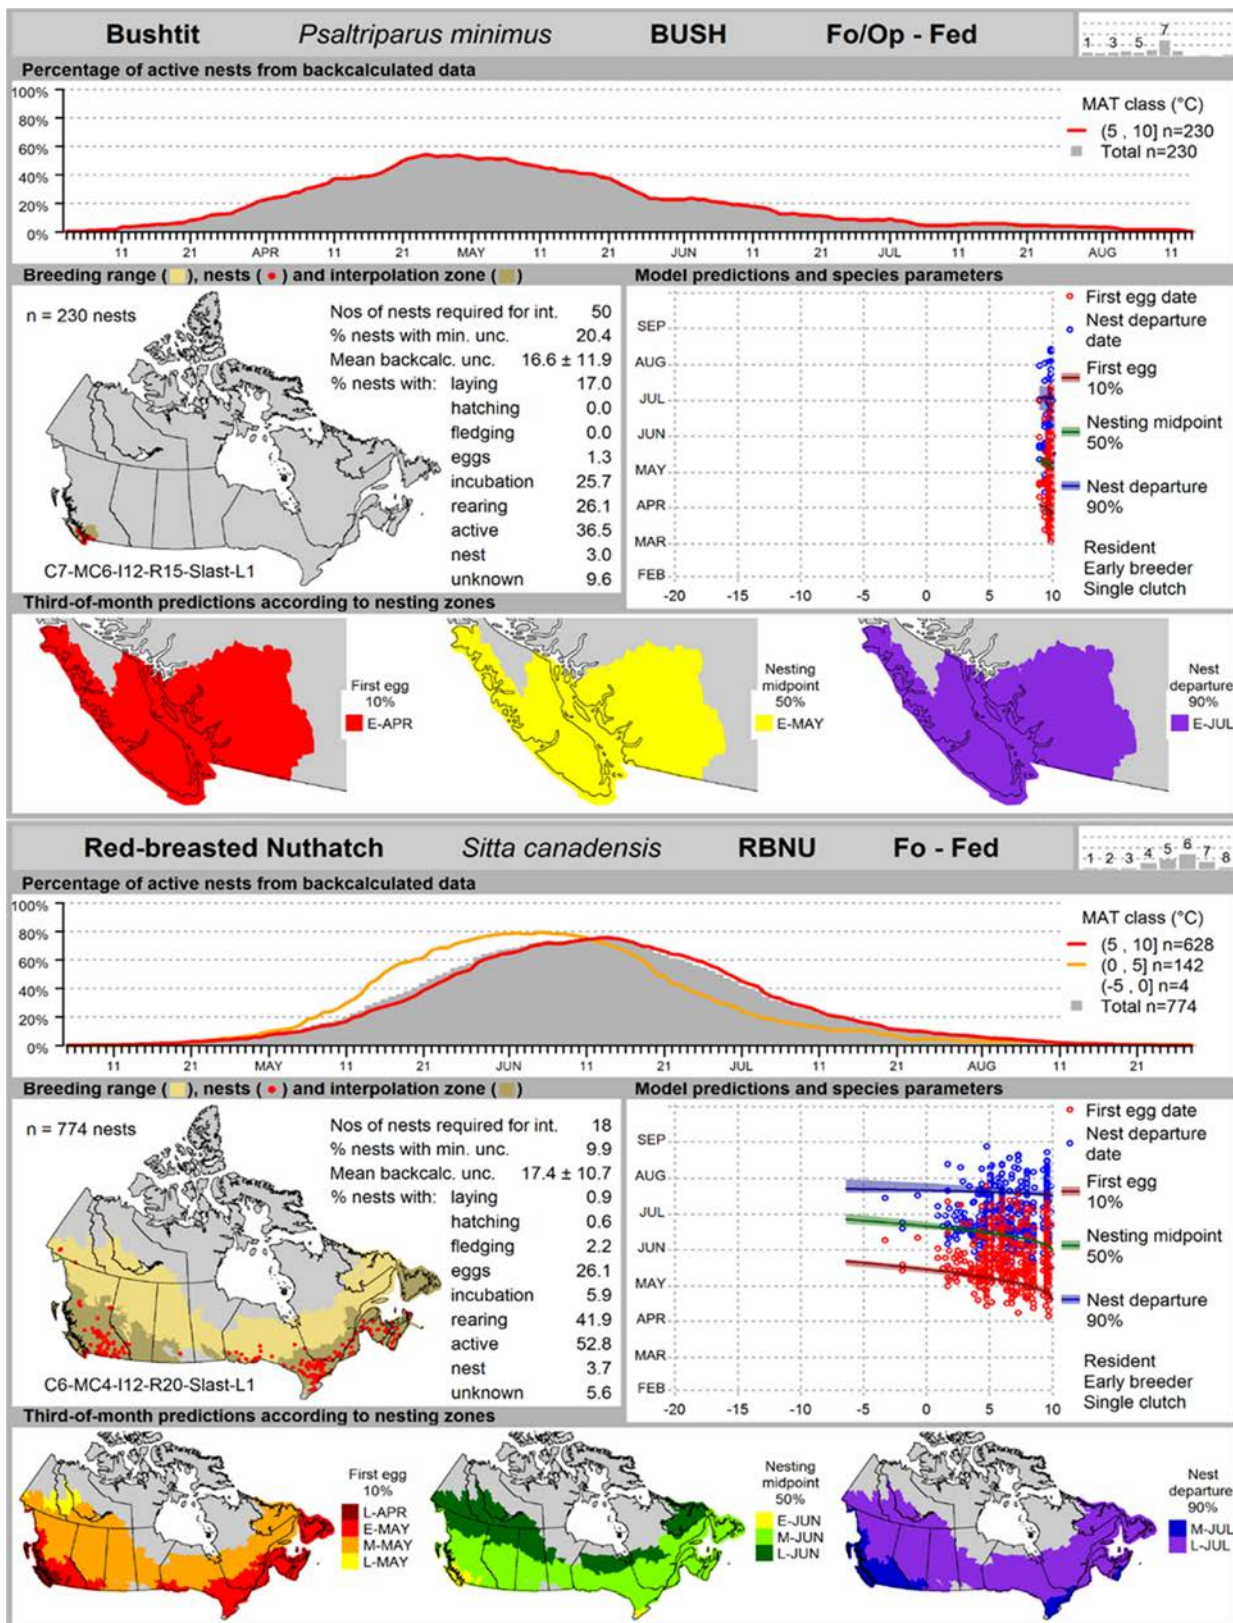 Bushtit Psaltriparus minimus BUSH Fo/Op - Fed
1 3 5 7
Percentage of active nests from backcalculated data
100%
80%
60%
40%
20%
0%
11 21 APR 11 21 MAY 11 21 JUN 11 21 JUL 11 21 AUG 11
MAT class (°C)
(5 , 10] n=230
Total n=230
Breeding range ( ), nests ( ) and interpolation zone ( )
n = 230 nests
Nos of nests required for int. 50
% nests with min. unc. 20.4
Mean backcalc. unc. 16.6 ± 11.9
% nests with: laying 17.0
hatching 0.0
fledging 0.0
eggs 1.3
incubation 25.7
rearing 26.1
active 36.5
nest 3.0
unknown 9.6
C7-MC6-I12-R15-Slast-L1
Model predictions and species parameters
SEP
AUG
JUL
JUN
MAY
APR
MAR
FEB
-20 -15 -10 -5 0 5 10
First egg date
Nest departure
date
First egg
10%
Nesting midpoint
50%
Nest departure
90%
Resident
Early breeder
Single clutch
Third-of-month predictions according to nesting zones
First egg
10%
E-APR
Nesting
midpoint
50%
E-MAY
Nest
departure
90%
E-JUL
Red-breasted Nuthatch Sitta canadensis RBNU Fo - Fed
1 2 3 4 5 6 7 8
Percentage of active nests from backcalculated data
100%
80%
60%
40%
20%
0%
11 21 MAY 11 21 JUN 11 21 JUL 11 21 AUG 11 21
MAT class (°C)
(5 , 10] n=628
(0 , 5] n=142
(-5 , 0] n=4
Total n=774
Breeding range ( ), nests ( ) and interpolation zone ( )
n = 774 nests
Nos of nests required for int. 18
% nests with min. unc. 9.9
Mean backcalc. unc. 17.4 ± 10.7
% nests with: laying 0.9
hatching 0.6
fledging 2.2
eggs 26.1
incubation 5.9
rearing 41.9
active 52.8
nest 3.7
unknown 5.6
C6-MC4-I12-R20-Slast-L1
Model predictions and species parameters
SEP
AUG
JUL
JUN
MAY
APR
MAR
FEB
-20 -15 -10 -5 0 5 10
First egg date
Nest departure
date
First egg
10%
Nesting midpoint
50%
Nest departure
90%
Resident
Early breeder
Single clutch
Third-of-month predictions according to nesting zones
First egg
10%
L-APR
E-MAY
M-MAY
L-MAY
Nesting
midpoint
50%
E-JUN
M-JUN
L-JUN
Nest
departure
90%
M-JUL
L-JUL